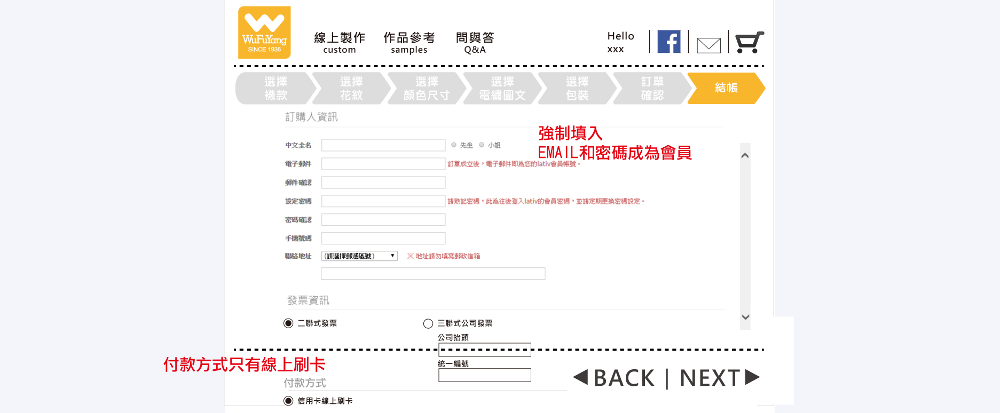 WuFuYang
SINCE 1936
線上製作
custom
作品參考
samples
問與答
Q&A
Hello
xxx
選擇
襪款
選擇
花紋
選擇
顏色尺寸
選擇
電繡圖文
選擇
包裝
訂單
確認
結帳
訂購人資訊
強制填入
EMAIL和密碼成為會員
中文全名
先生
小姐
電子郵件
訂單成立後，電子郵件即為您的lativ會員帳號。
郵件確認
設定密碼
請熟記密碼，此為往後登入lativ的會員密碼，並請定期更換密碼設定。
密碼確認
手機號碼
聯絡地址
(請選擇郵遞區號)
※ 地址請勿填寫郵政信箱
發票資訊
二聯式發票
三聯式公司發票
公司抬頭
統一編號
付款方式只有線上刷卡
付款方式
信用卡線上刷卡
BACK | NEXT